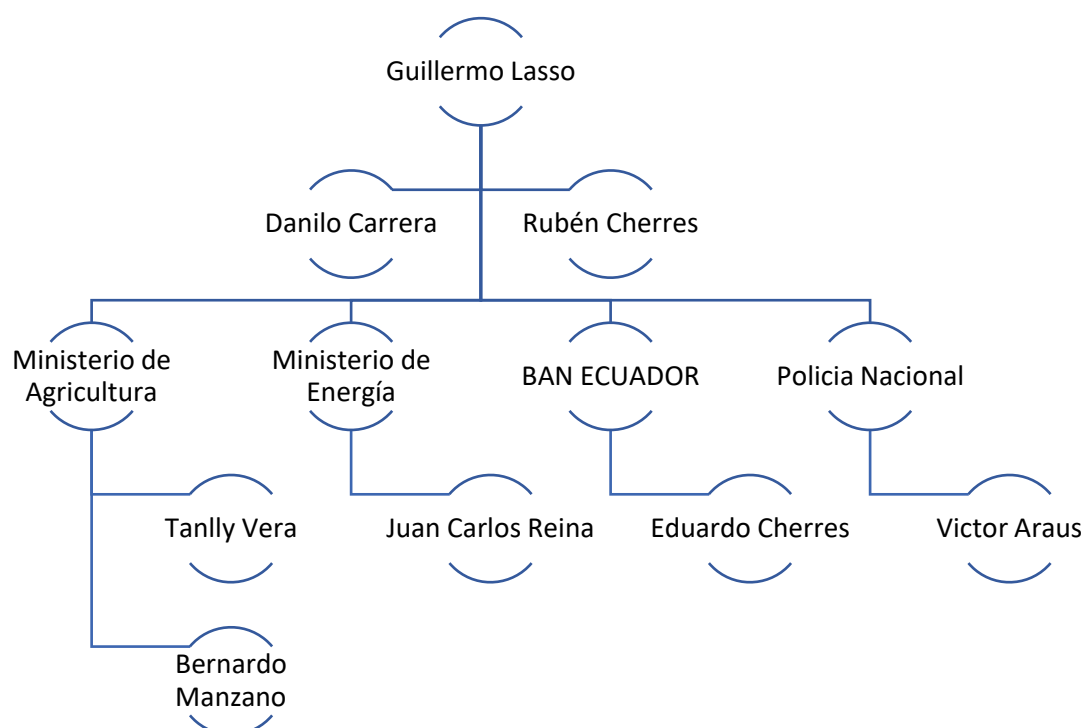 Guillermo Lasso
Danilo Carrera
Rubén Cherres
Ministerio de
Agricultura
Ministerio de
Energía
BAN ECUADOR
Policia Nacional
Tanlly Vera
Juan Carlos Reina
Eduardo Cherres
Victor Araus
Bernardo
Manzano